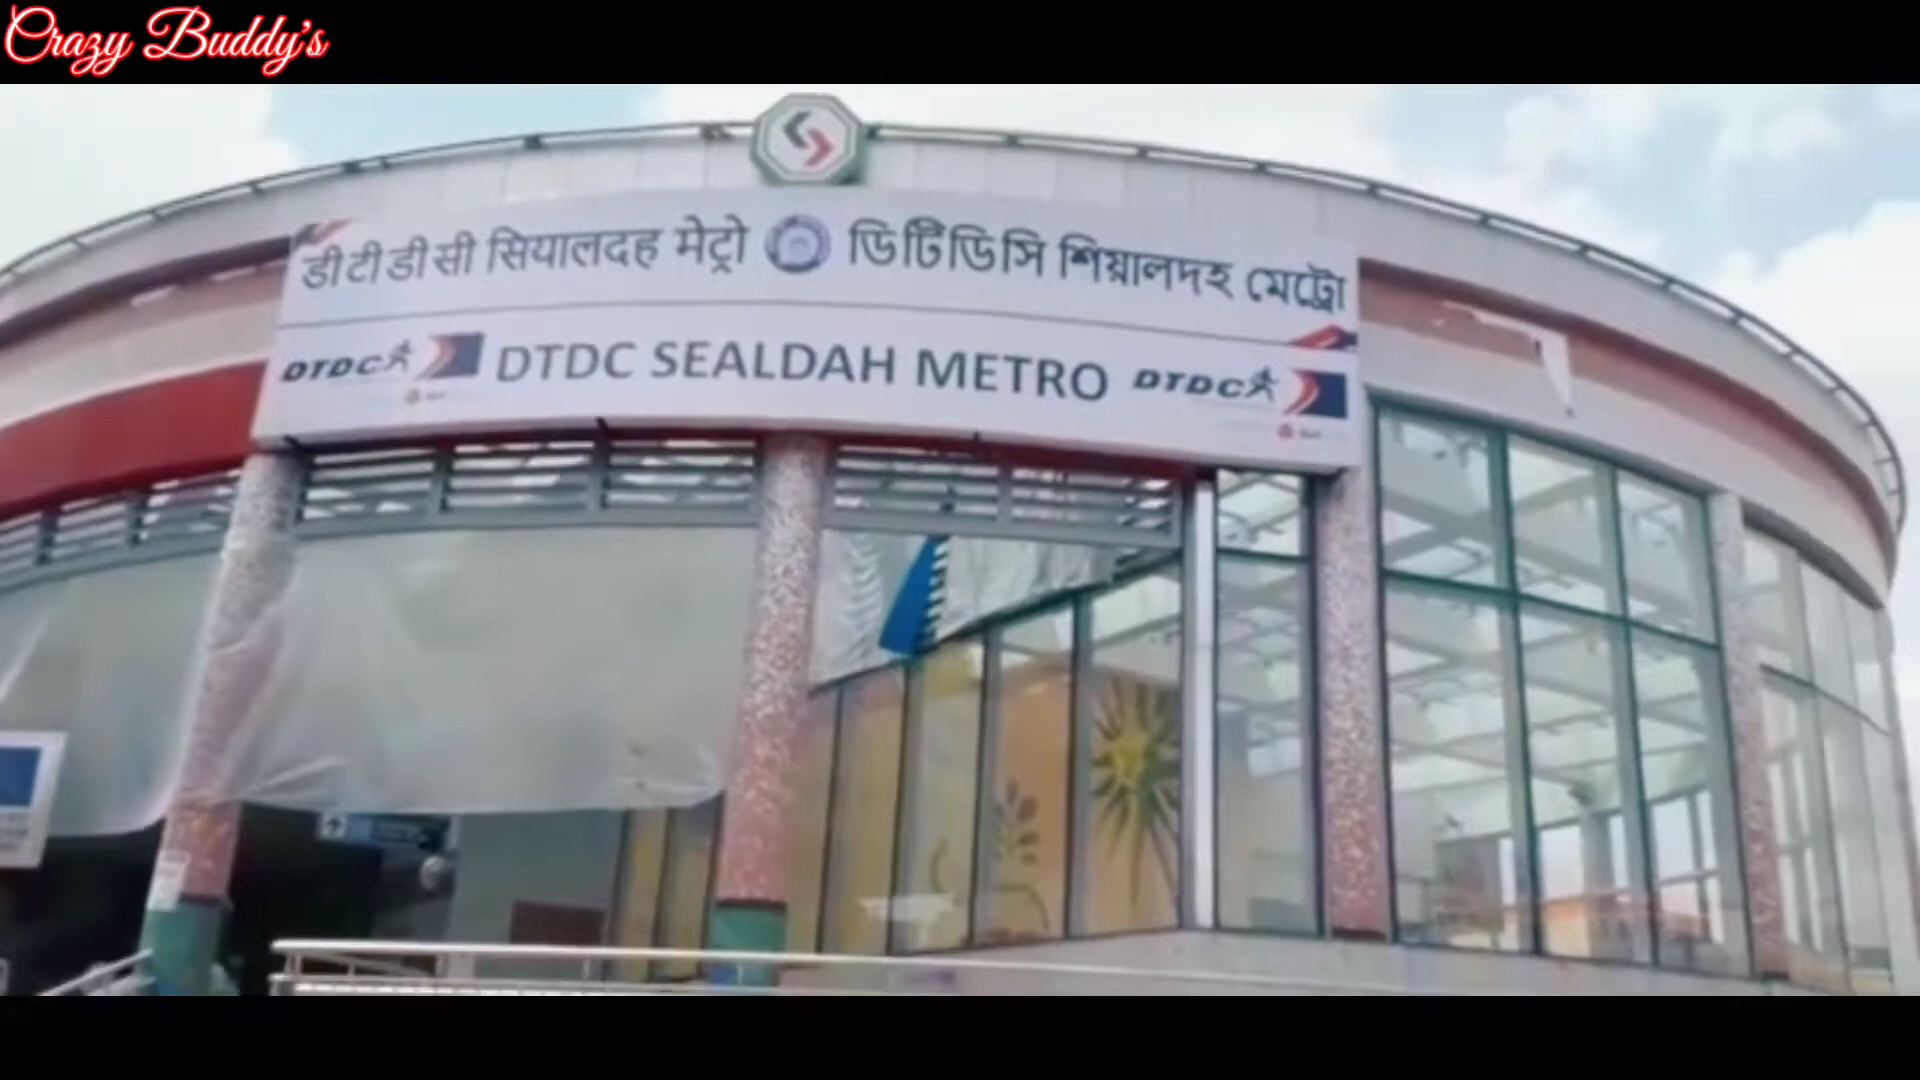 Crazy Buddy's
डीटीडीसी सियालदह मेट्रो ডিটিডিসি শিয়ালদহ মেট্রো
DTDC DTDC SEALDAH METRO DTDC